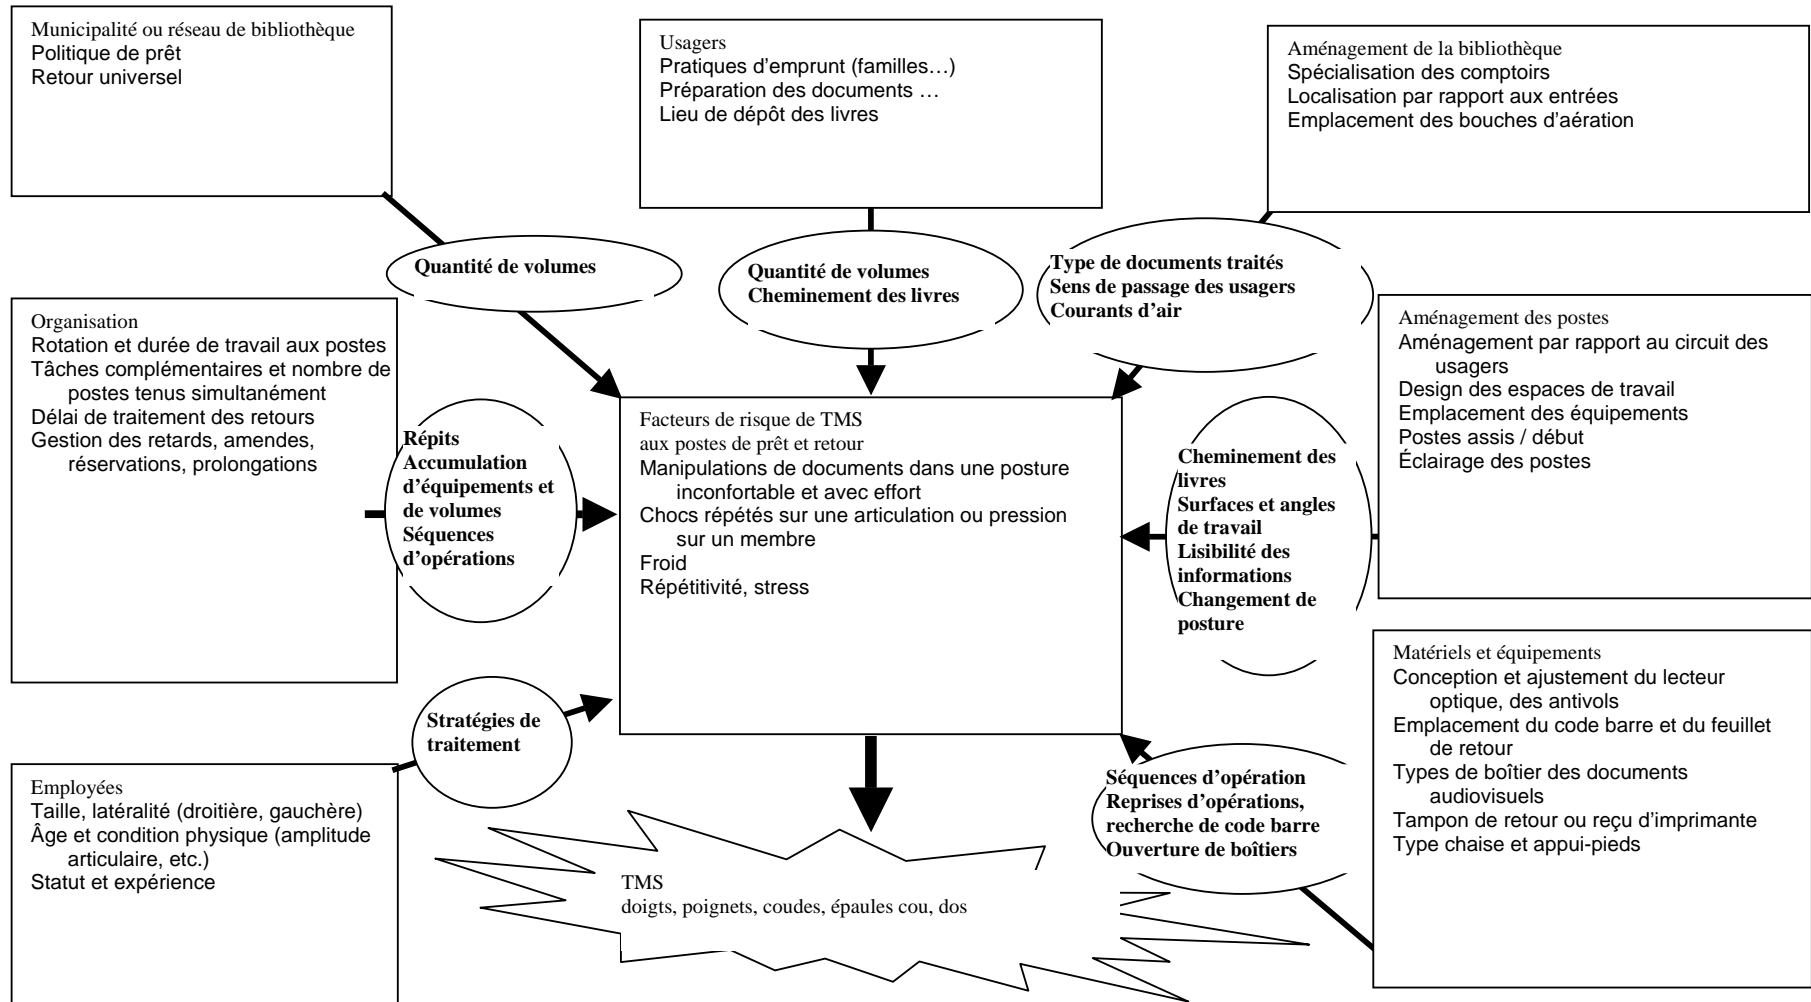 Municipalité ou réseau de bibliothèque
Politique de prêt
Retour universel
Usagers
Pratiques d'emprunt (familles…)
Préparation des documents …
Lieu de dépôt des livres
Aménagement de la bibliothèque
Spécialisation des comptoirs
Localisation par rapport aux entrées
Emplacement des bouches d'aération
Quantité de volumes
Quantité de volumes
Cheminement des livres
Type de documents traités
Sens de passage des usagers
Courants d'air
Organisation
Rotation et durée de travail aux postes
Tâches complémentaires et nombre de
postes tenus simultanément
Délai de traitement des retours
Gestion des retards, amendes,
réservations, prolongations
Répits
Accumulation
d'équipements et
de volumes
Séquences
d'opérations
Facteurs de risque de TMS
aux postes de prêt et retour
Manipulations de documents dans une posture
inconfortable et avec effort
Chocs répétés sur une articulation ou pression
sur un membre
Froid
Répétitivité, stress
Cheminement des
livres
Surfaces et angles
de travail
Lisibilité des
informations
Changement de
posture
Aménagement des postes
Aménagement par rapport au circuit des
usagers
Design des espaces de travail
Emplacement des équipements
Postes assis / début
Éclairage des postes
Stratégies de
traitement
Employées
Taille, latéralité (droitière, gauchère)
Âge et condition physique (amplitude
articulaire, etc.)
Statut et expérience
TMS
doigts, poignets, coudes, épaules cou, dos
Séquences d'opération
Reprises d'opérations,
recherche de code barre
Ouverture de boîtiers
Matériels et équipements
Conception et ajustement du lecteur
optique, des antivols
Emplacement du code barre et du feuillet
de retour
Types de boîtier des documents
audiovisuels
Tampon de retour ou reçu d'imprimante
Type chaise et appui-pieds